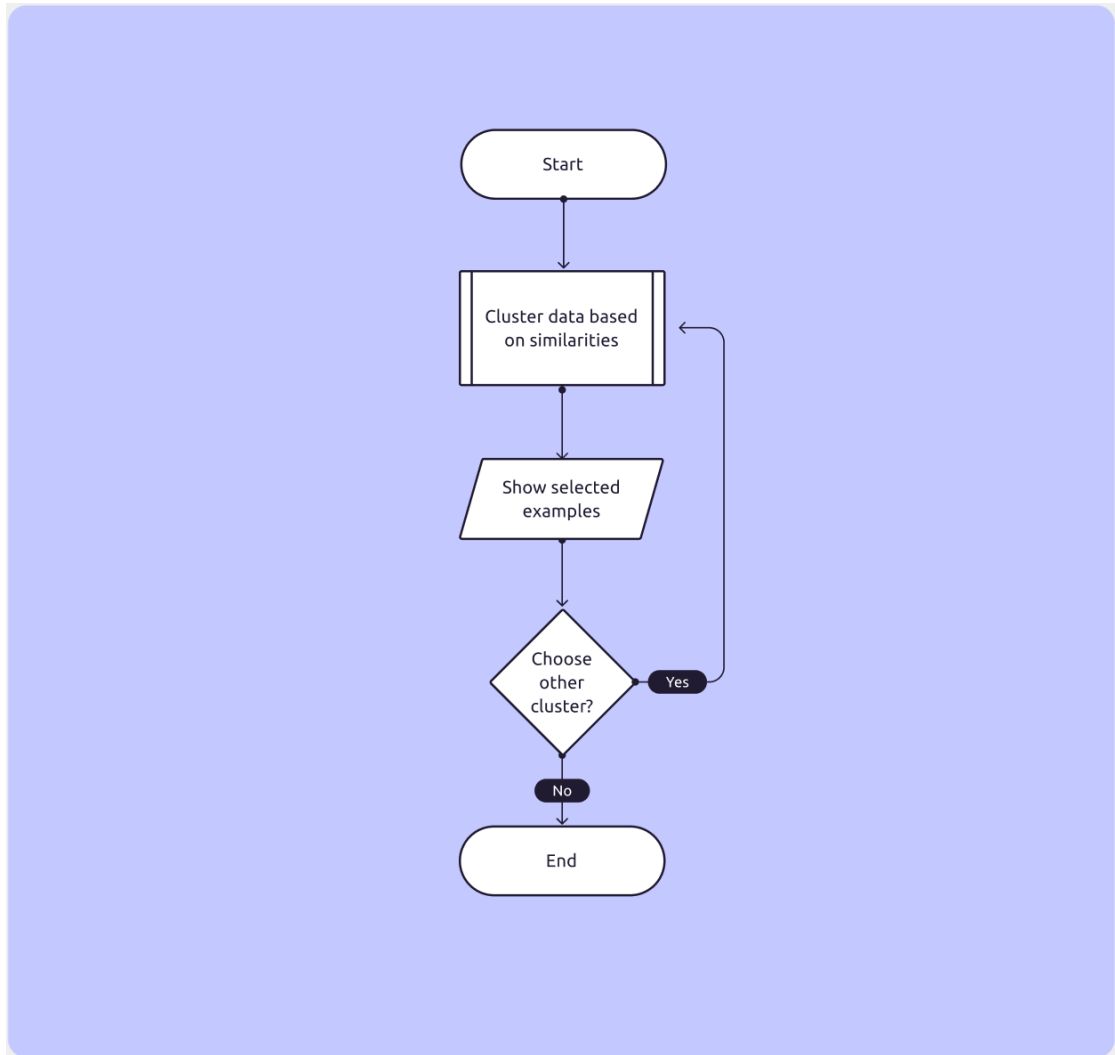 Start
Cluster data based
on similarities
Show selected
examples
Choose
other
cluster?
Yes
No
End